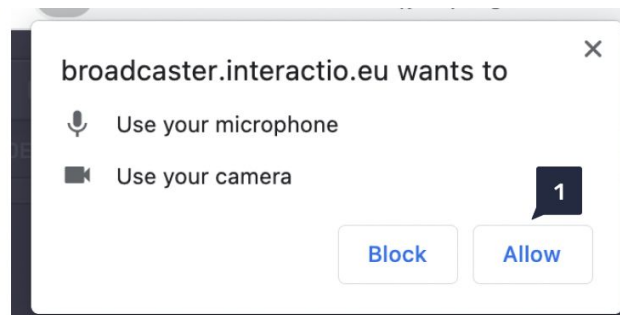 broadcaster.interactio.eu wants to
Use your microphone
Use your camera
1
Block Allow